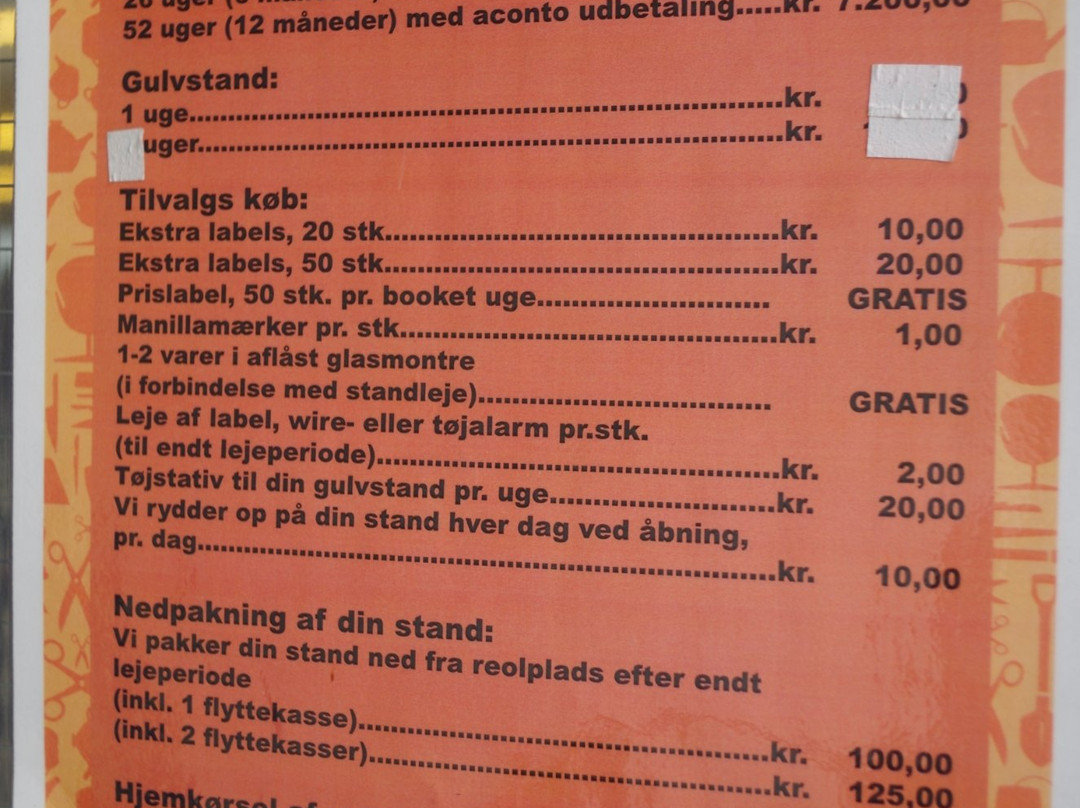 52 uger (12 måneder) med aconto udbetaling.....kr. 7.200,00
Gulvstand:
1 uge..........................................................................kr.
uger..........................................................................kr.
Tilvalgs køb:
Ekstra labels, 20 stk................................................kr. 10,00
Ekstra labels, 50 stk................................................kr. 20,00
Prislabel, 50 stk. pr. booket uge............................ GRATIS
Manillamærker pr. stk..............................................kr. 1,00
1-2 varer i aflåst glasmontre
(i forbindelse med standleje)................................... GRATIS
Leje af label, wire- eller tøjalarm pr.stk.
(til endt lejeperiode).................................................kr. 2,00
Tøjstativ til din gulvstand pr. uge...........................kr. 20,00
Vi rydder op på din stand hver dag ved åbning,
pr. dag......................................................................kr. 10,00
Nedpakning af din stand:
Vi pakker din stand ned fra reolplads efter endt
lejeperiode
(inkl. 1 flyttekasse)..................................................kr. 100,00
(inkl. 2 flyttekasser).................................................kr. 125,00